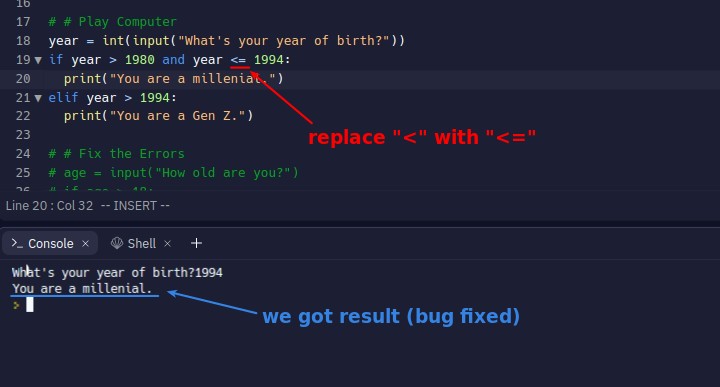 16
17 # # Play Computer
18 year = int(input("What's your year of birth?"))
19 if year > 1980 and year <= 1994:
20 print("You are a millenial.")
21 elif year > 1994:
22 print("You are a Gen Z.")
replace "<" with "<="
23
24 # # Fix the Errors
25 # age = input("How old are you?")
26 # if age > 18:
Line 20 : Col 32 -- INSERT --
>_ Console × Shell × +
What's your year of birth?1994
You are a millenial.
we got result (bug fixed)